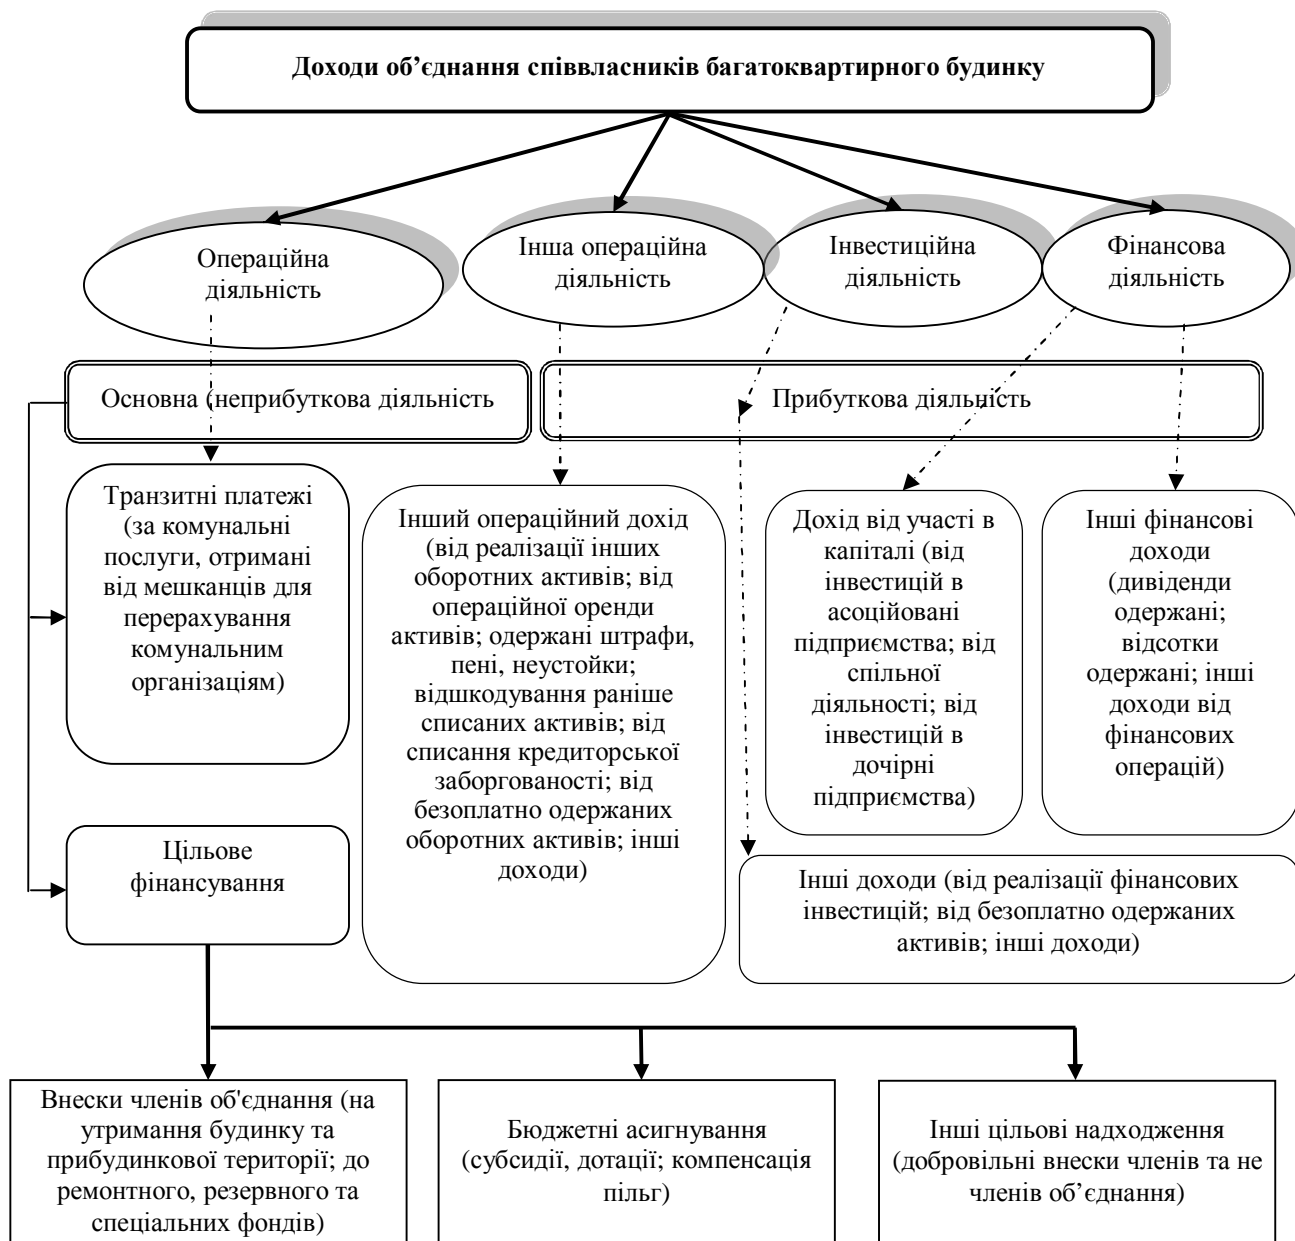 Доходи об’єднання співвласників багатоквартирного будинку
Операційна
діяльність
Інша операційна
діяльність
Інвестиційна
діяльність
Фінансова
діяльність
Основна (неприбуткова діяльність
Прибуткова діяльність
Транзитні платежі
(за комунальні
послуги, отримані
від мешканців для
перерахування
комунальним
організаціям)
Інший операційний дохід
(від реалізації інших
оборотних активів; від
операційної оренди
активів; одержані штрафи,
пені, неустойки;
відшкодування раніше
списаних активів; від
списання кредиторської
заборгованості; від
безоплатно одержаних
оборотних активів; інші
доходи)
Дохід від участі в
капіталі (від
інвестицій в
асоційовані
підприємства; від
спільної
діяльності; від
інвестицій в
дочірні
підприємства)
Інші фінансові
доходи
(дивіденди
одержані;
відсотки
одержані; інші
доходи від
фінансових
операцій)
Цільове
фінансування
Інші доходи (від реалізації фінансових
інвестицій; від безоплатно одержаних
активів; інші доходи)
Внески членів об'єднання (на
утримання будинку та
прибудинкової території; до
ремонтного, резервного та
спеціальних фондів)
Бюджетні асигнування
(субсидії, дотації; компенсація
пільг)
Інші цільові надходження
(добровільні внески членів та не
членів об’єднання)